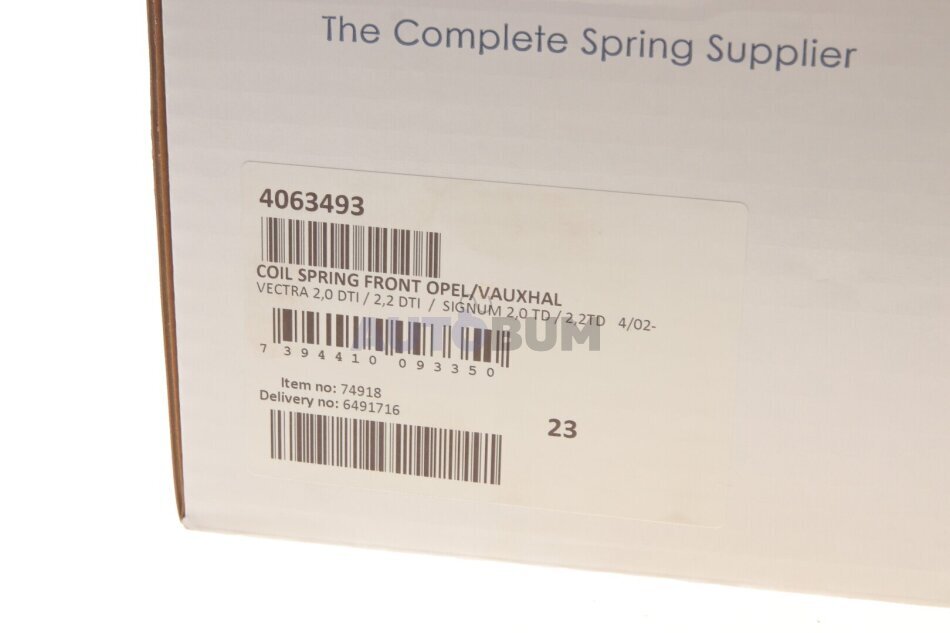 The Complete Spring Supplier
4063493
COIL SPRING FRONT OPEL/VAUXHAL
VECTRA 2,0 DTI / 2,2 DTI / SIGNUM 2,0 TD / 2,2TD 4/02-
AUTOBUM
7 394410 093350
Item no: 74918
Delivery no: 6491716
23